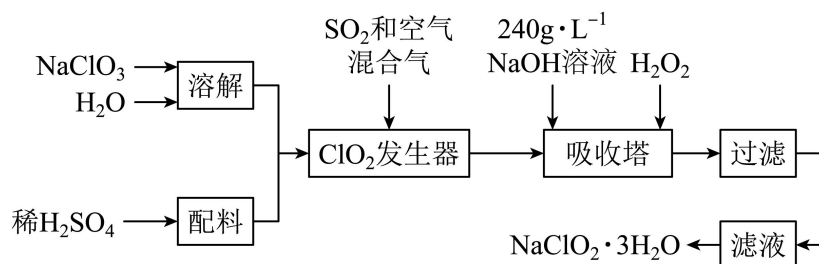 SO₂和空气
混合气
240g·L⁻¹
NaOH溶液 H₂O₂
NaClO₃
H₂O
溶解
ClO₂发生器
吸收塔
过滤
稀H₂SO₄
配料
NaClO₂·3H₂O
滤液